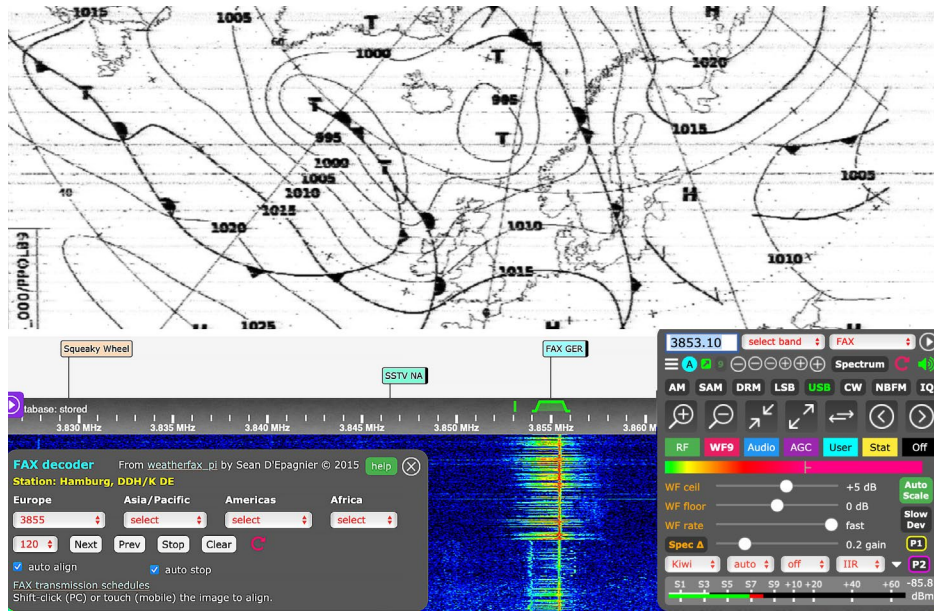 1015
1005
T
H
1000
T
1020
T
T
995
995
T
1015
1000
T
1005
1005
H
1010
10
1015
1010
1020
1010
1015
1025
H
H
Squeaky Wheel
FAX GER
SSTV NA
tabase: stored
3.830 MHz
3.835 MHz
3.840 MHz
3.845 MHz
3.850 MHz
3.855 MHz
3.860 M
FAX decoder
From weatherfax_pi by Sean D'Epagnier © 2015
help
Station: Hamburg, DDH/K DE
Europe
Asia/Pacific
Americas
Africa
3855
select
select
select
120
Next
Prev
Stop
Clear
auto align
auto stop
FAX transmission schedules
Shift-click (PC) or touch (mobile) the image to align.
3853.10
select band
FAX
A
9
Spectrum
AM
SAM
DRM
LSB
USB
CW
NBFM
IQ
RF
WF9
Audio
AGC
User
Stat
Off
WF ceil
+5 dB
Auto Scale
WF floor
0 dB
WF rate
fast
Slow Dev
Spec Δ
0.2 gain
P1
Kiwi
auto
off
IIR
P2
S1 S3 S5 S7 S9 +10 +20 +40 +60
-85.8
dBm